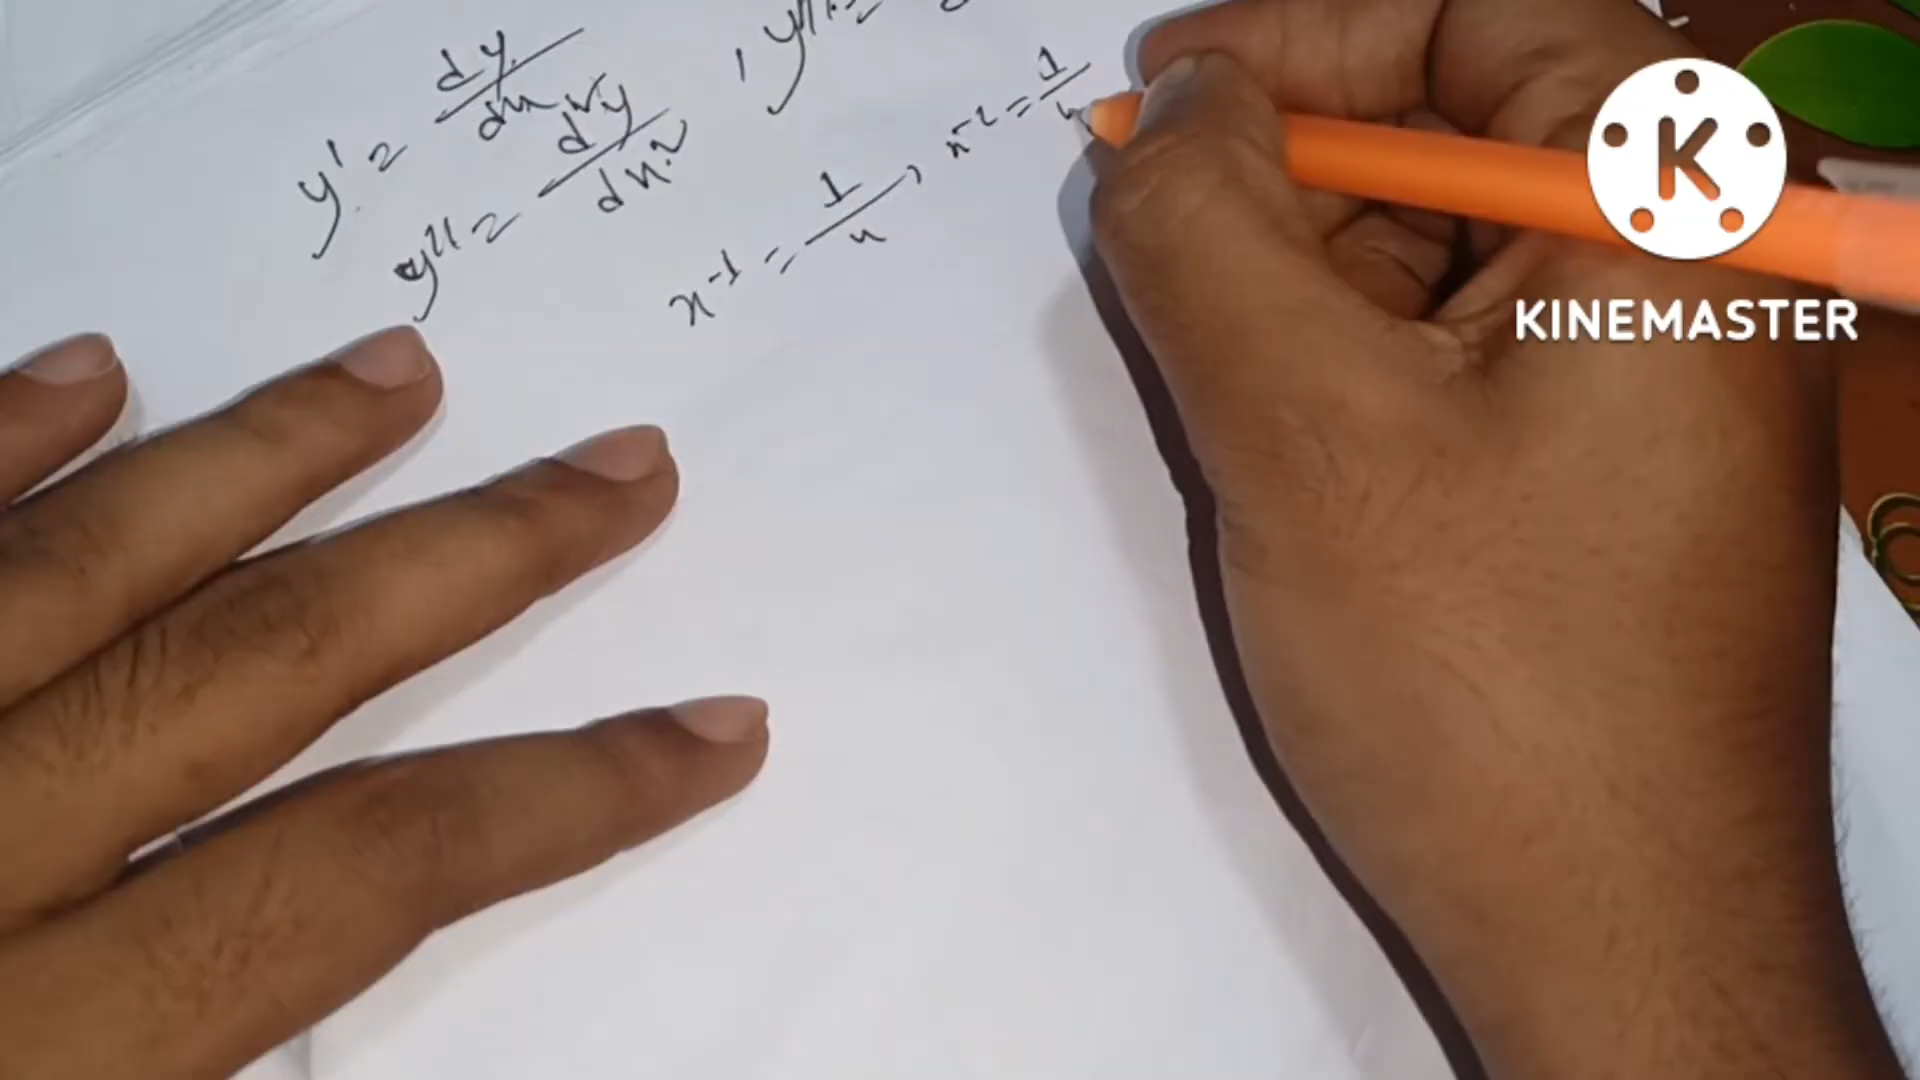 y' = dy/dx , y''' =
y'' = d²y/dx²
x⁻¹ = 1/x , x⁻² = 1/x
KINEMASTER